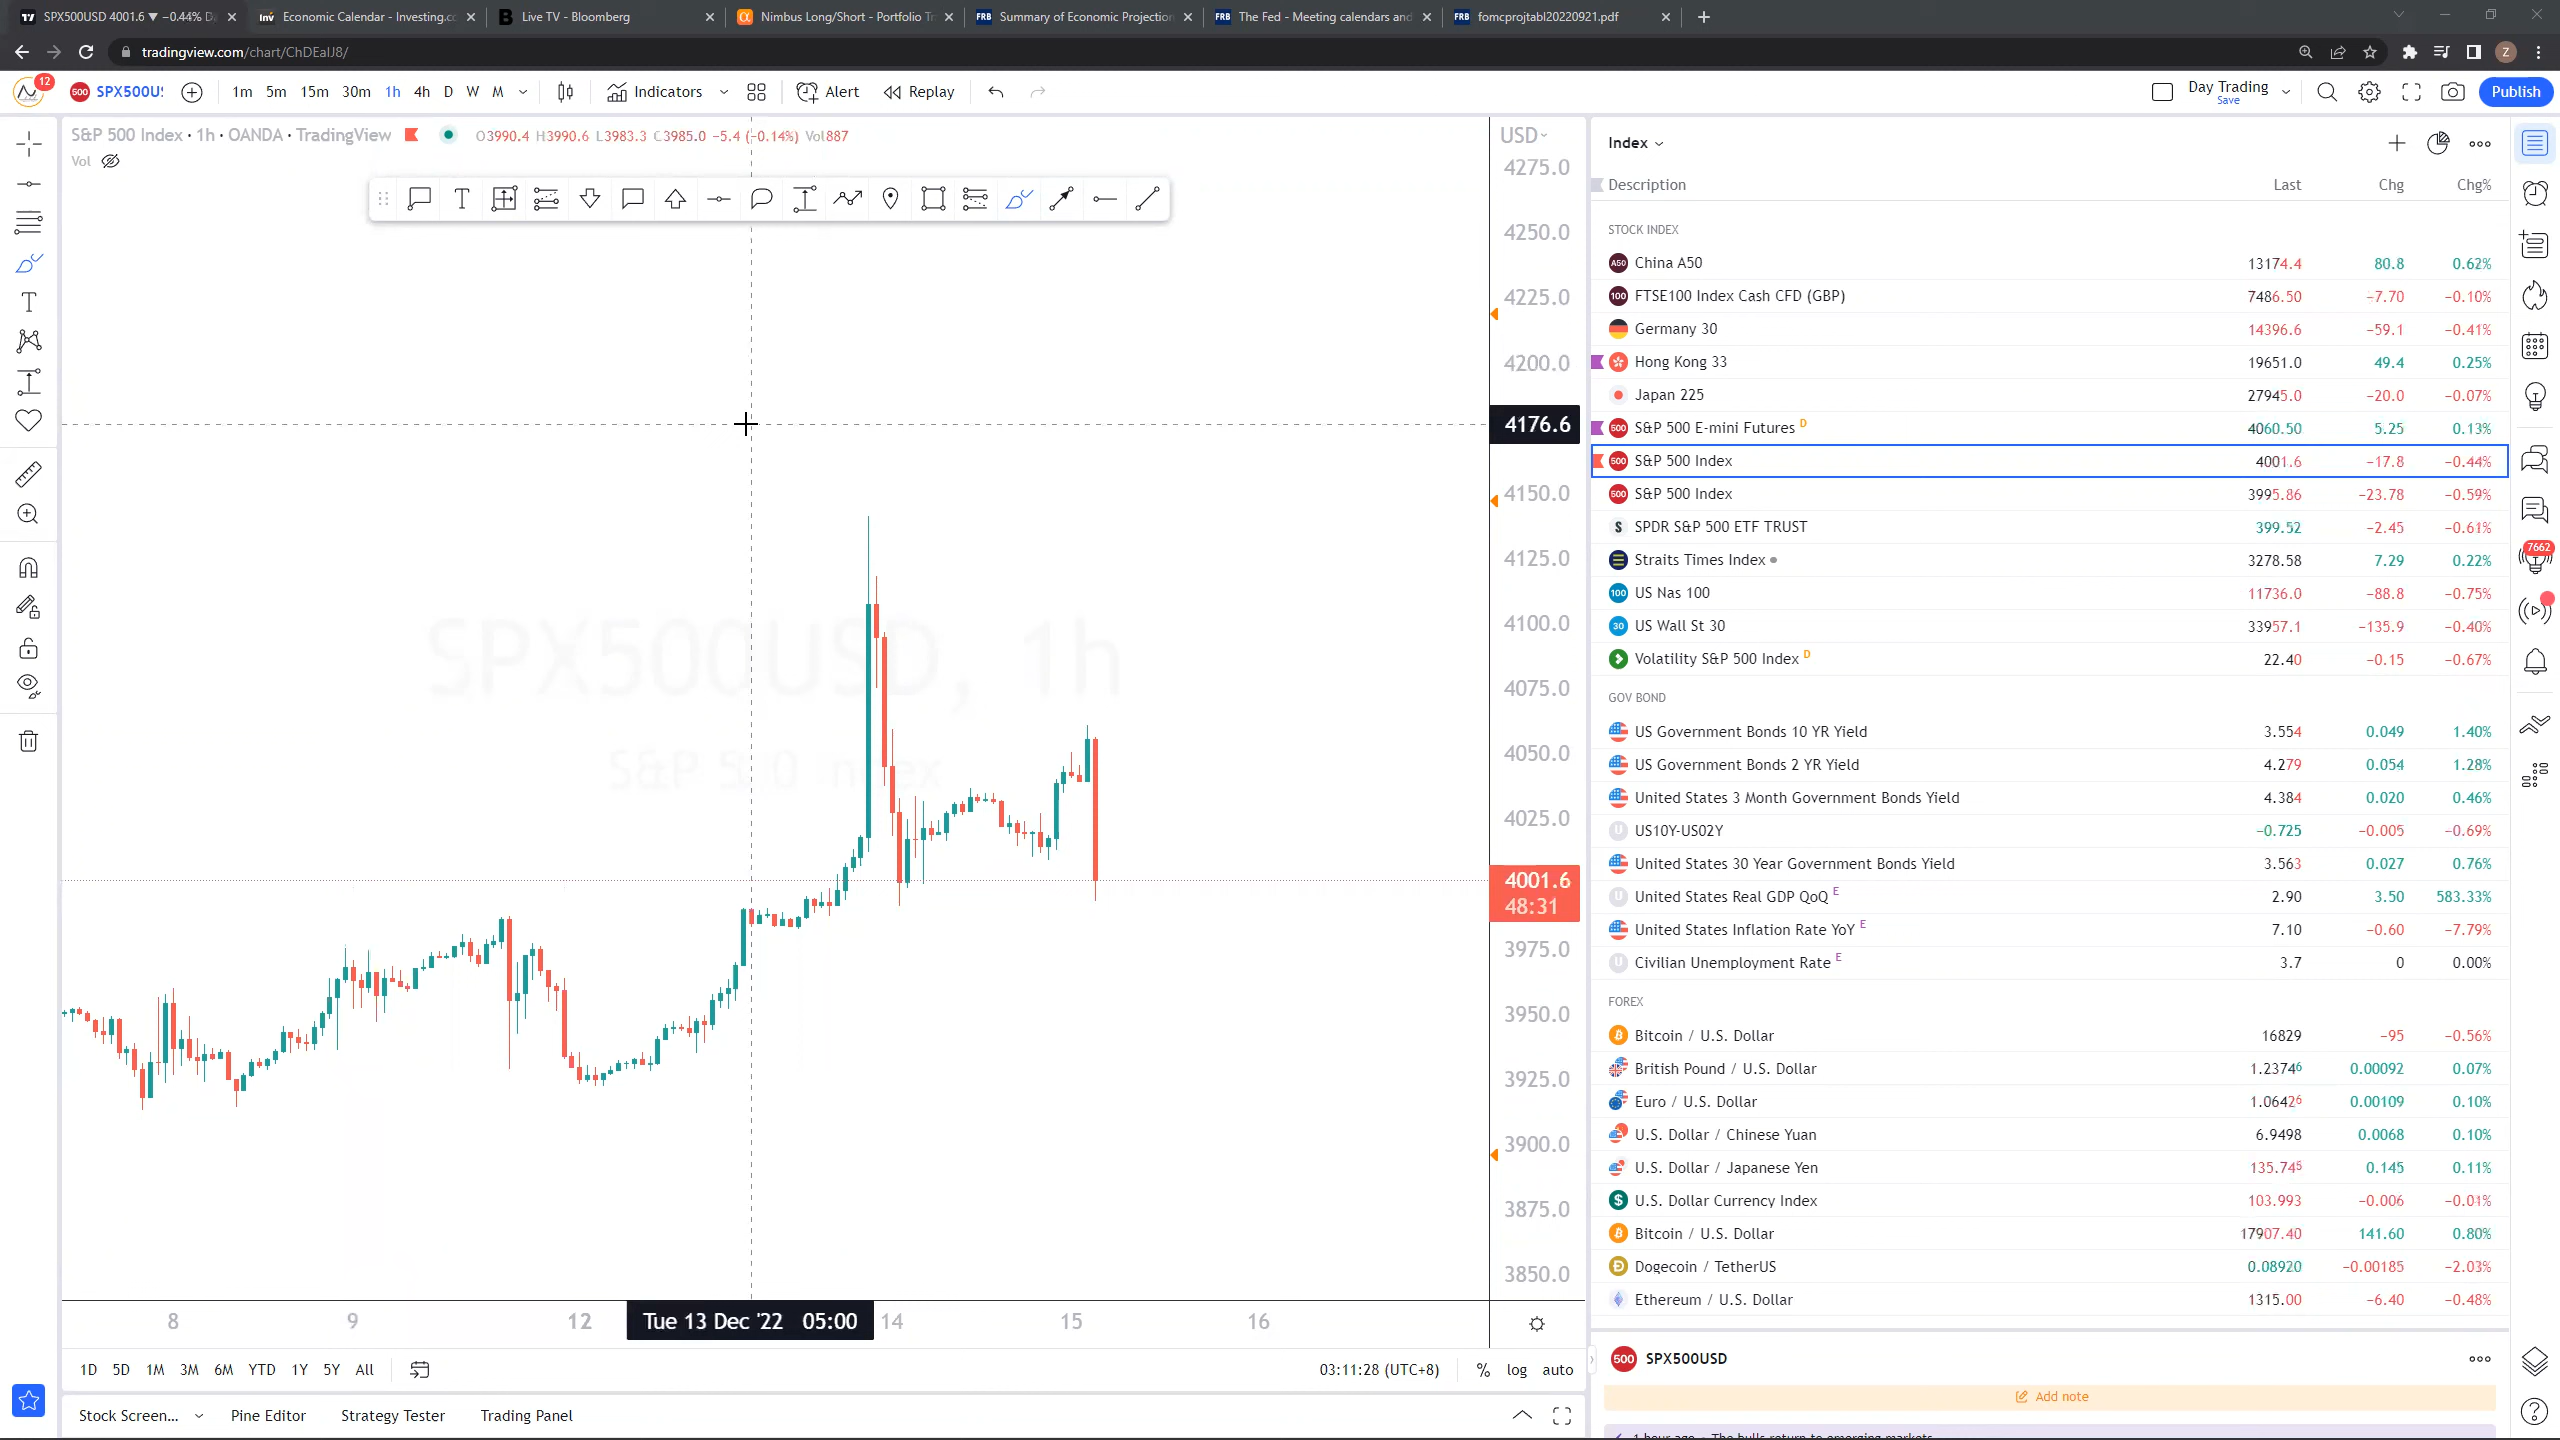 SPX500USD 4001.6 ▼ −0.44% D
Economic Calendar - Investing.co
Live TV - Bloomberg
Nimbus Long/Short - Portfolio Tr
Summary of Economic Projection
The Fed - Meeting calendars and
fomcprojtabl20220921.pdf
tradingview.com/chart/ChDEaIJ8/
12
SPX500U
1m 5m 15m 30m 1h 4h D W M
Indicators
Alert
Replay
Day Trading
Save
Publish
S&P 500 Index · 1h · OANDA · TradingView
O3990.4 H3990.6 L3983.3 C3985.0 −5.4 (−0.14%) Vol887
Vol
USD
4275.0
4250.0
4225.0
4200.0
4176.6
4150.0
4125.0
4100.0
4075.0
4050.0
4025.0
4001.6
48:31
3975.0
3950.0
3925.0
3900.0
3875.0
3850.0
SPX500USD, 1h
8 9 12 Tue 13 Dec '22 05:00 14 15 16
1D 5D 1M 3M 6M YTD 1Y 5Y All
03:11:28 (UTC+8) % log auto
Stock Screen... Pine Editor Strategy Tester Trading Panel
Index
Description Last Chg Chg%
STOCK INDEX
China A50 13174.4 80.8 0.62%
FTSE100 Index Cash CFD (GBP) 7486.50 −7.70 −0.10%
Germany 30 14396.6 −59.1 −0.41%
Hong Kong 33 19651.0 49.4 0.25%
Japan 225 27945.0 −20.0 −0.07%
S&P 500 E-mini Futures D 4060.50 5.25 0.13%
S&P 500 Index 4001.6 −17.8 −0.44%
S&P 500 Index 3995.86 −23.78 −0.59%
SPDR S&P 500 ETF TRUST 399.52 −2.45 −0.61%
Straits Times Index 3278.58 7.29 0.22%
US Nas 100 11736.0 −88.8 −0.75%
US Wall St 30 33957.1 −135.9 −0.40%
Volatility S&P 500 Index D 22.40 −0.15 −0.67%
GOV BOND
US Government Bonds 10 YR Yield 3.554 0.049 1.40%
US Government Bonds 2 YR Yield 4.279 0.054 1.28%
United States 3 Month Government Bonds Yield 4.384 0.020 0.46%
US10Y-US02Y −0.725 −0.005 −0.69%
United States 30 Year Government Bonds Yield 3.563 0.027 0.76%
United States Real GDP QoQ E 2.90 3.50 583.33%
United States Inflation Rate YoY E 7.10 −0.60 −7.79%
Civilian Unemployment Rate E 3.7 0 0.00%
FOREX
Bitcoin / U.S. Dollar 16829 −95 −0.56%
British Pound / U.S. Dollar 1.23746 0.00092 0.07%
Euro / U.S. Dollar 1.06426 0.00109 0.10%
U.S. Dollar / Chinese Yuan 6.9498 0.0068 0.10%
U.S. Dollar / Japanese Yen 135.745 0.145 0.11%
U.S. Dollar Currency Index 103.993 −0.006 −0.01%
Bitcoin / U.S. Dollar 17907.40 141.60 0.80%
Dogecoin / TetherUS 0.08920 −0.00185 −2.03%
Ethereum / U.S. Dollar 1315.00 −6.40 −0.48%
500 SPX500USD
Add note
1 hour ago · The bulls return to emerging markets
7662